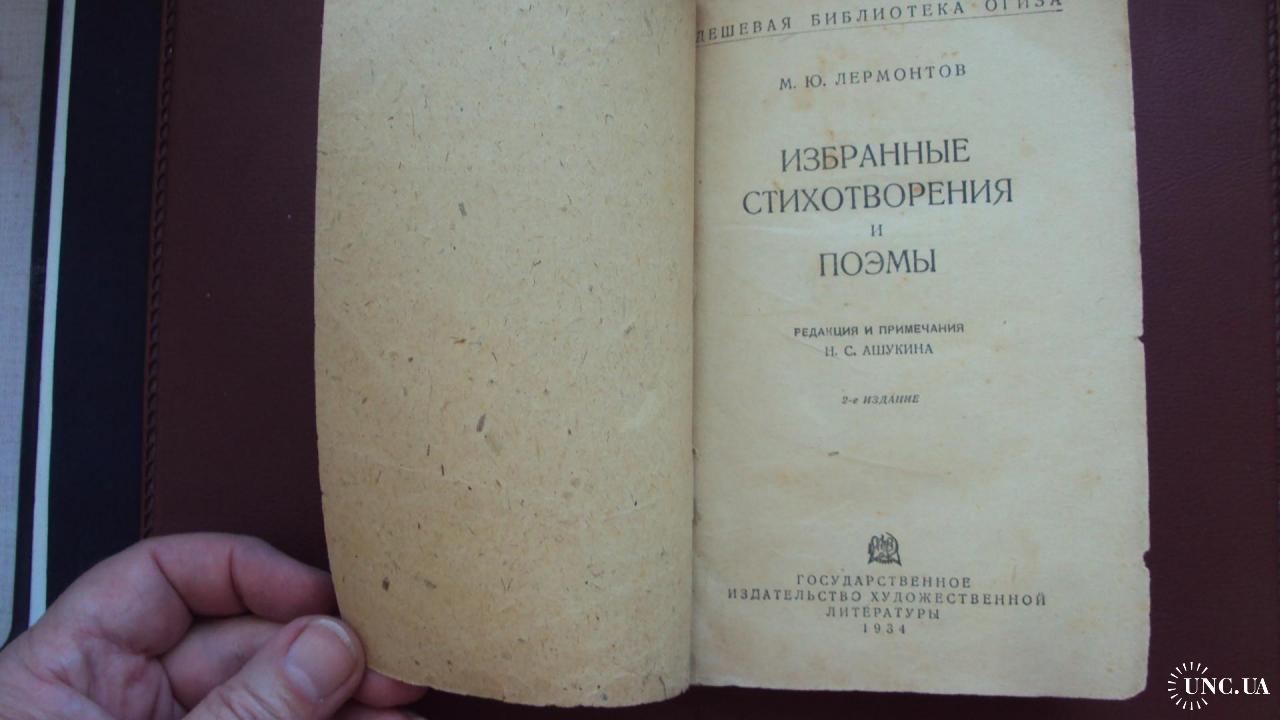 ДЕШЕВАЯ БИБЛИОТЕКА ОГИЗА
М. Ю. ЛЕРМОНТОВ
ИЗБРАННЫЕ
СТИХОТВОРЕНИЯ
И
ПОЭМЫ
РЕДАКЦИЯ И ПРИМЕЧАНИЯ
Н. С. АШУКИНА
2-е ИЗДАНИЕ
ГОСУДАРСТВЕННОЕ
ИЗДАТЕЛЬСТВО ХУДОЖЕСТВЕННОЙ
ЛИТЕРАТУРЫ
1934
UNC.UA